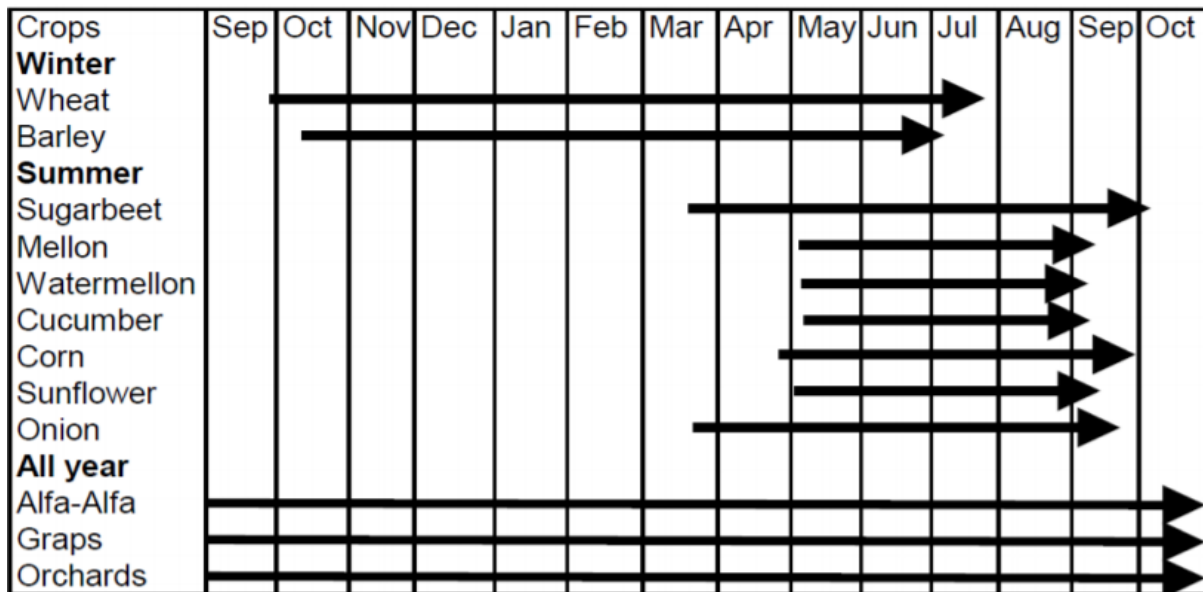 Crops Sep Oct Nov Dec Jan Feb Mar Apr May Jun Jul Aug Sep Oct
Winter
Wheat
Barley
Summer
Sugarbeet
Mellon
Watermellon
Cucumber
Corn
Sunflower
Onion
All year
Alfa-Alfa
Graps
Orchards